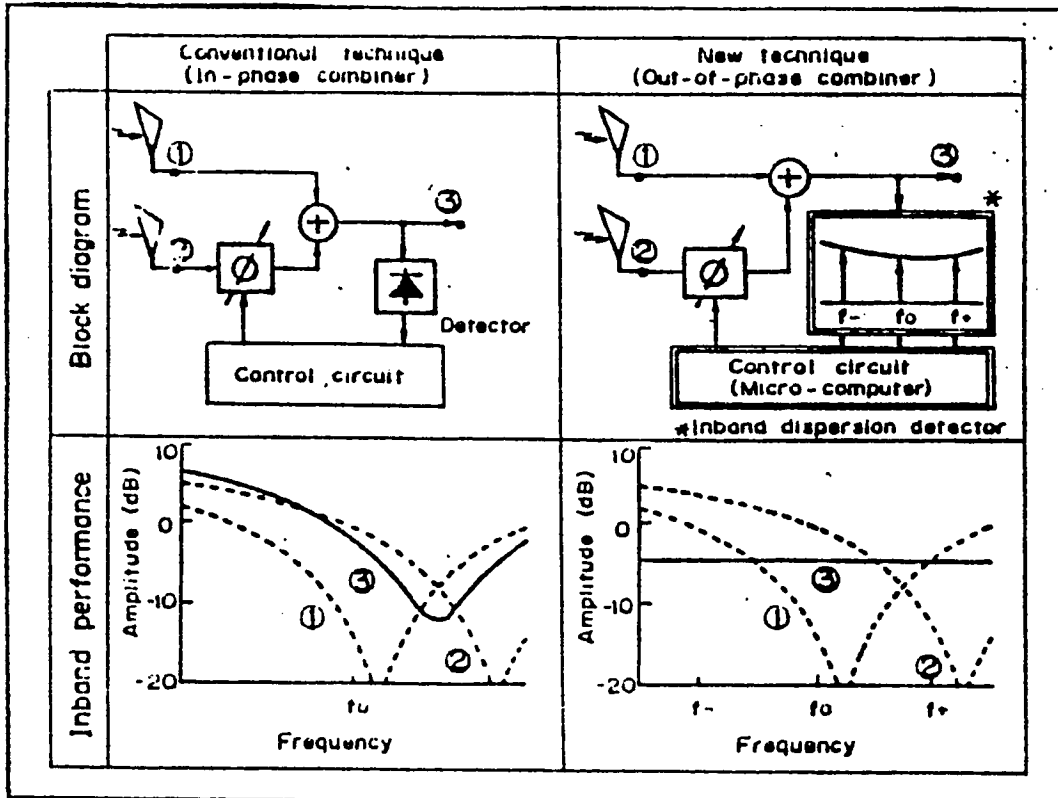 Conventional technique
(In-phase combiner)
New technique
(Out-of-phase combiner)
Block diagram
①
②
③
+
Ø
Detector
Control circuit
①
②
③
+
Ø
*
f- fo f+
Control circuit
(Micro-computer)
*Inband dispersion detector
Inband performance
Amplitude (dB)
10
0
-10
-20
①
②
③
fo
Frequency
Amplitude (dB)
10
0
-10
-20
①
②
③
f- fo f+
Frequency